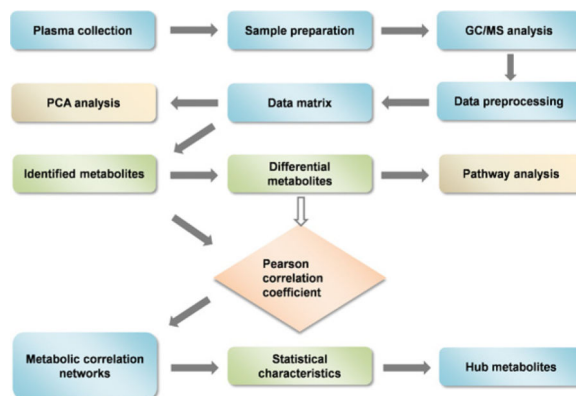 Plasma collection
Sample preparation
GC/MS analysis
PCA analysis
Data matrix
Data preprocessing
Identified metabolites
Differential
metabolites
Pathway analysis
Pearson
correlation
coefficient
Metabolic correlation
networks
Statistical
characteristics
Hub metabolites